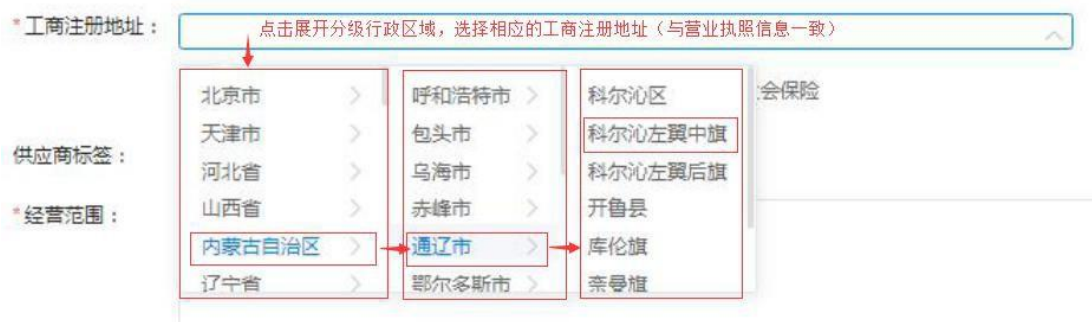 *工商注册地址：
点击展开分级行政区域，选择相应的工商注册地址（与营业执照信息一致）
会保险
供应商标签：
*经营范围：
北京市
天津市
河北省
山西省
内蒙古自治区
辽宁省
呼和浩特市
包头市
乌海市
赤峰市
通辽市
鄂尔多斯市
科尔沁区
科尔沁左翼中旗
科尔沁左翼后旗
开鲁县
库伦旗
奈曼旗